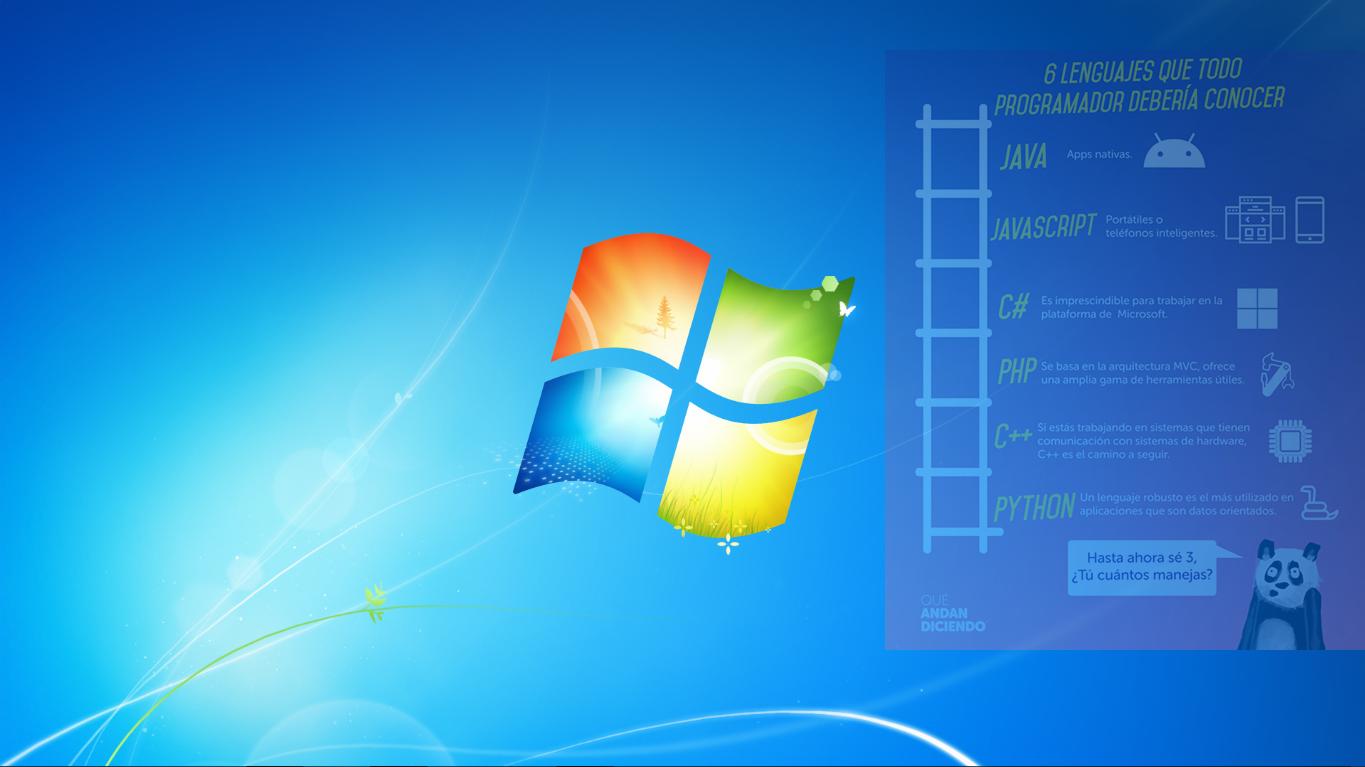 6 LENGUAJES QUE TODO
PROGRAMADOR DEBERÍA CONOCER
JAVA
Apps nativas.
JAVASCRIPT
Portátiles o
teléfonos inteligentes.
C#
Es imprescindible para trabajar en la
plataforma de Microsoft.
PHP
Se basa en la arquitectura MVC, ofrece
una amplia gama de herramientas útiles.
C++
Si estás trabajando en sistemas que tienen
comunicación con sistemas de hardware,
C++ es el camino a seguir.
PYTHON
Un lenguaje robusto es el más utilizado en
aplicaciones que son datos orientados.
Hasta ahora sé 3,
¿Tú cuántos manejas?
QUÉ
ANDAN
DICIENDO